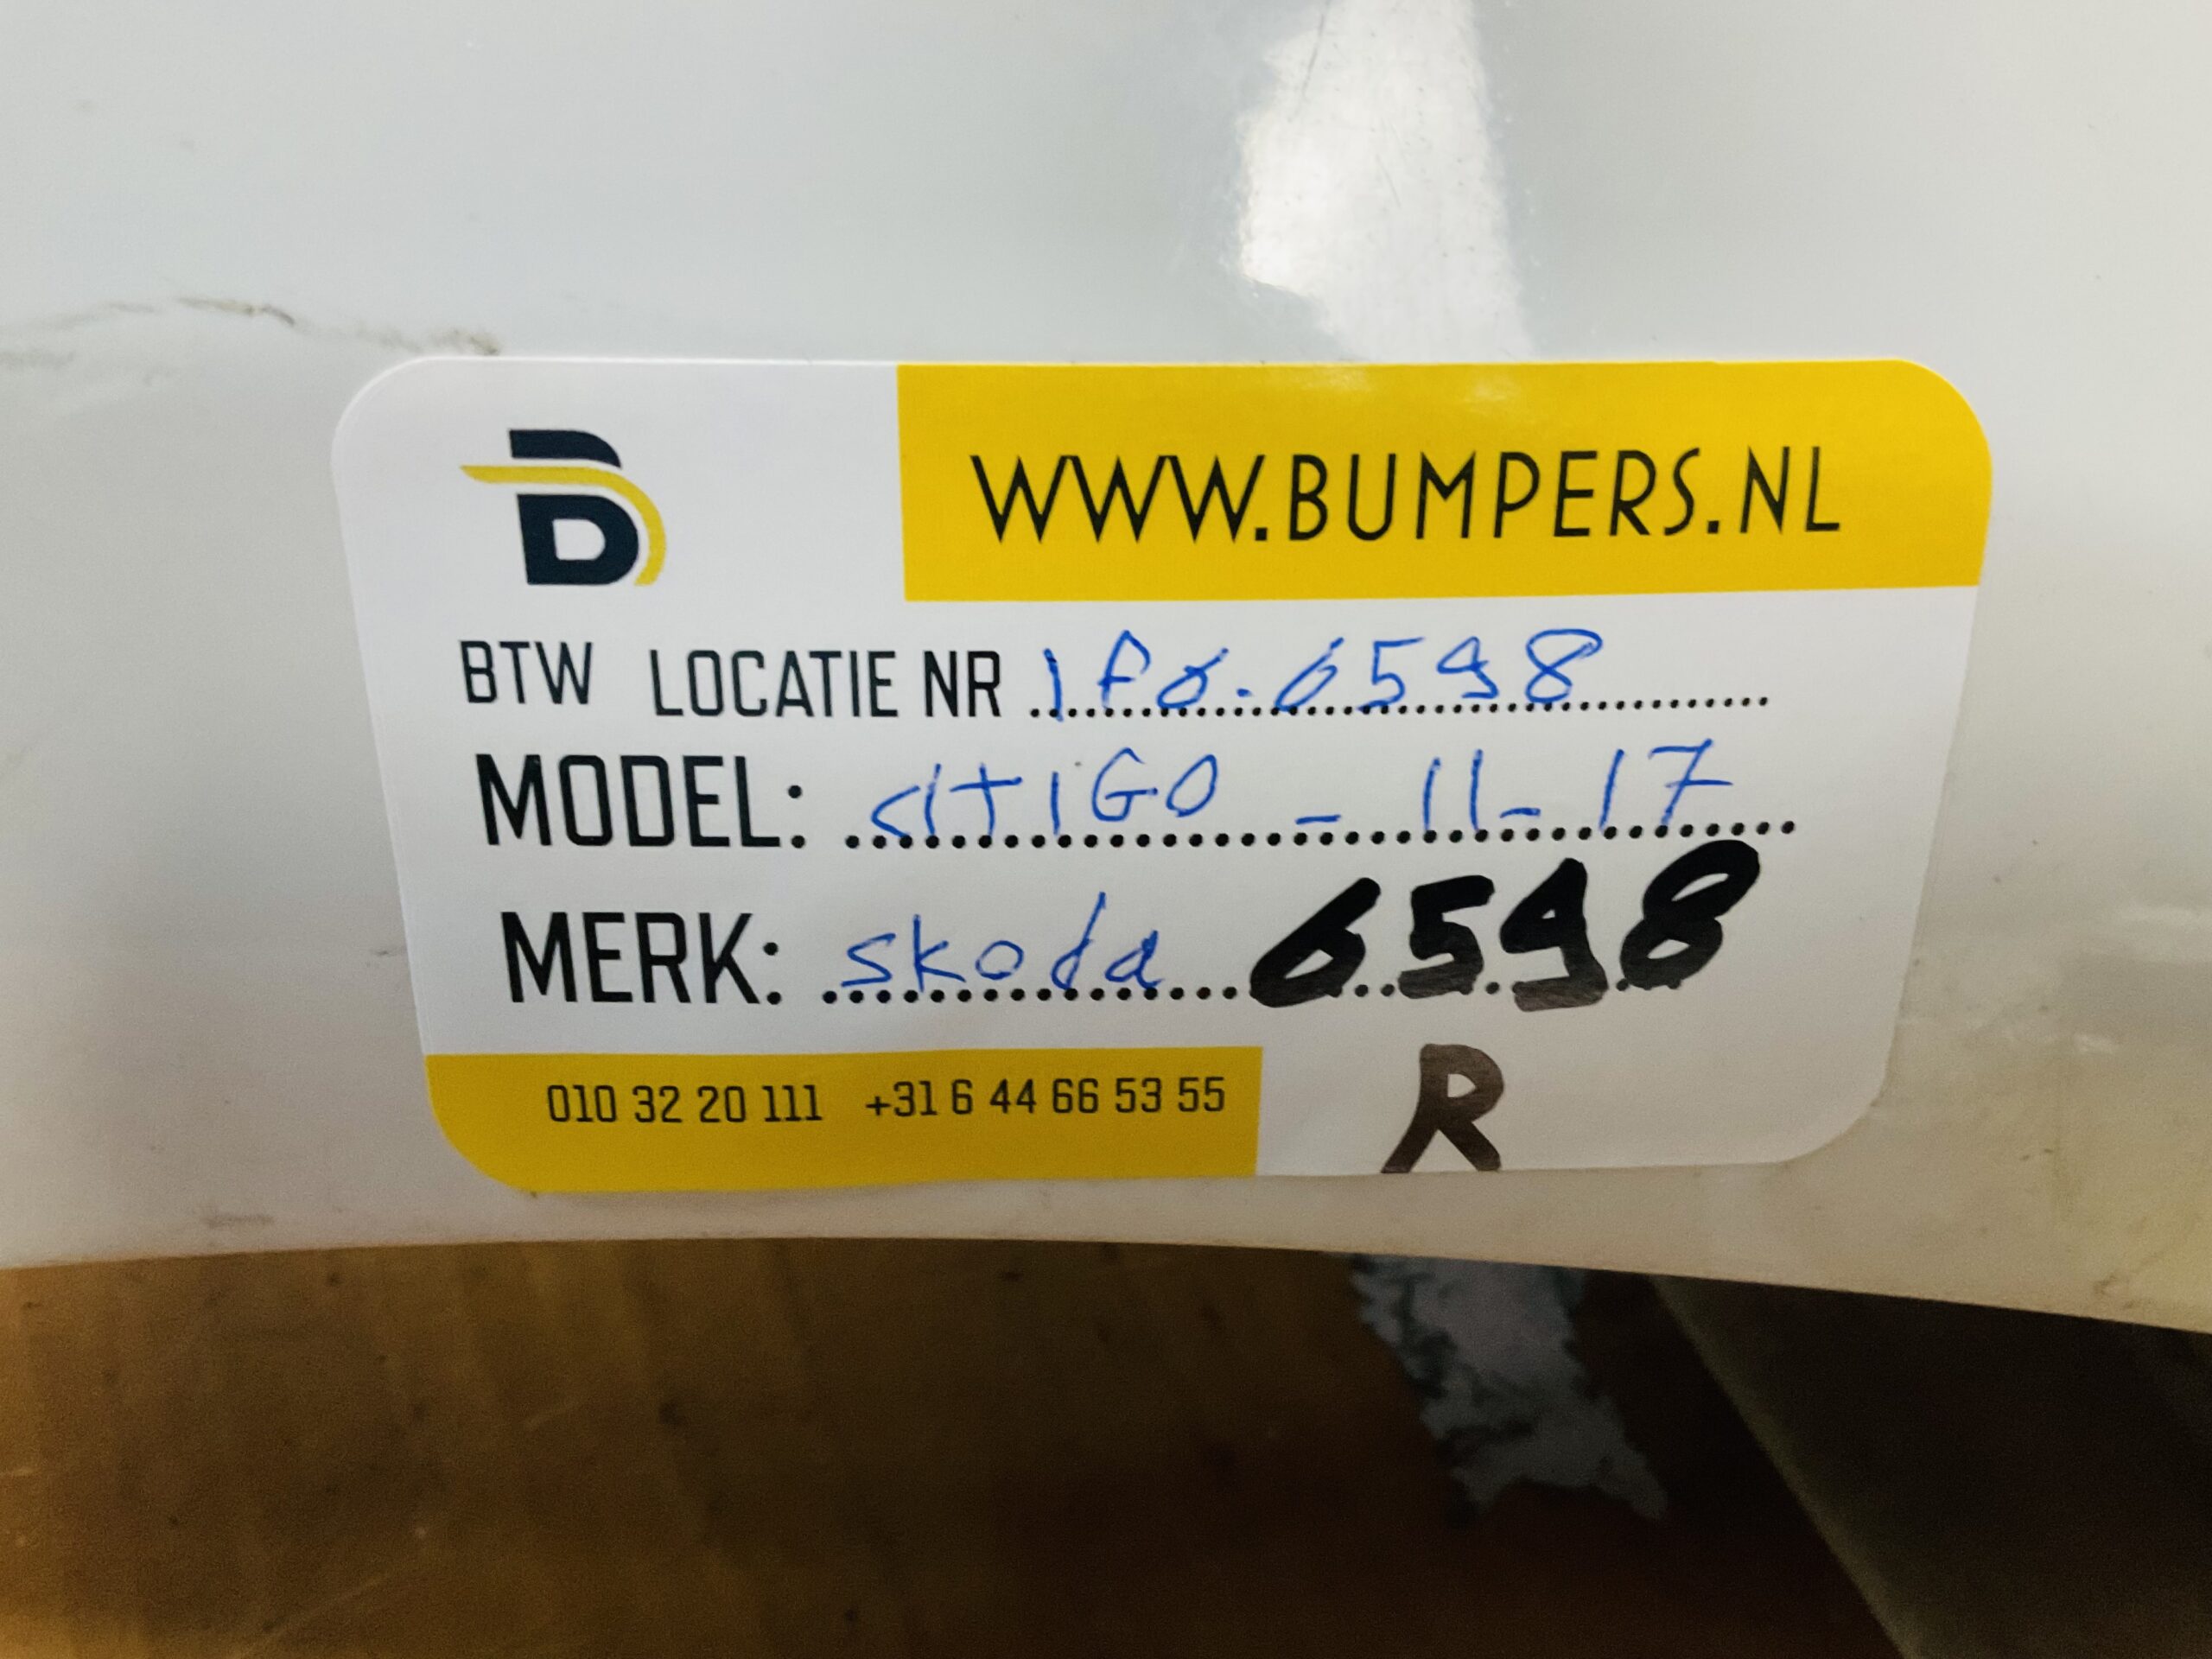 B
WWW.BUMPERS.NL
BTW LOCATIE NR 6598
MODEL: CITIGO - 11-17
MERK: skoda 6598
010 32 20 111 +31 6 44 66 53 55 R